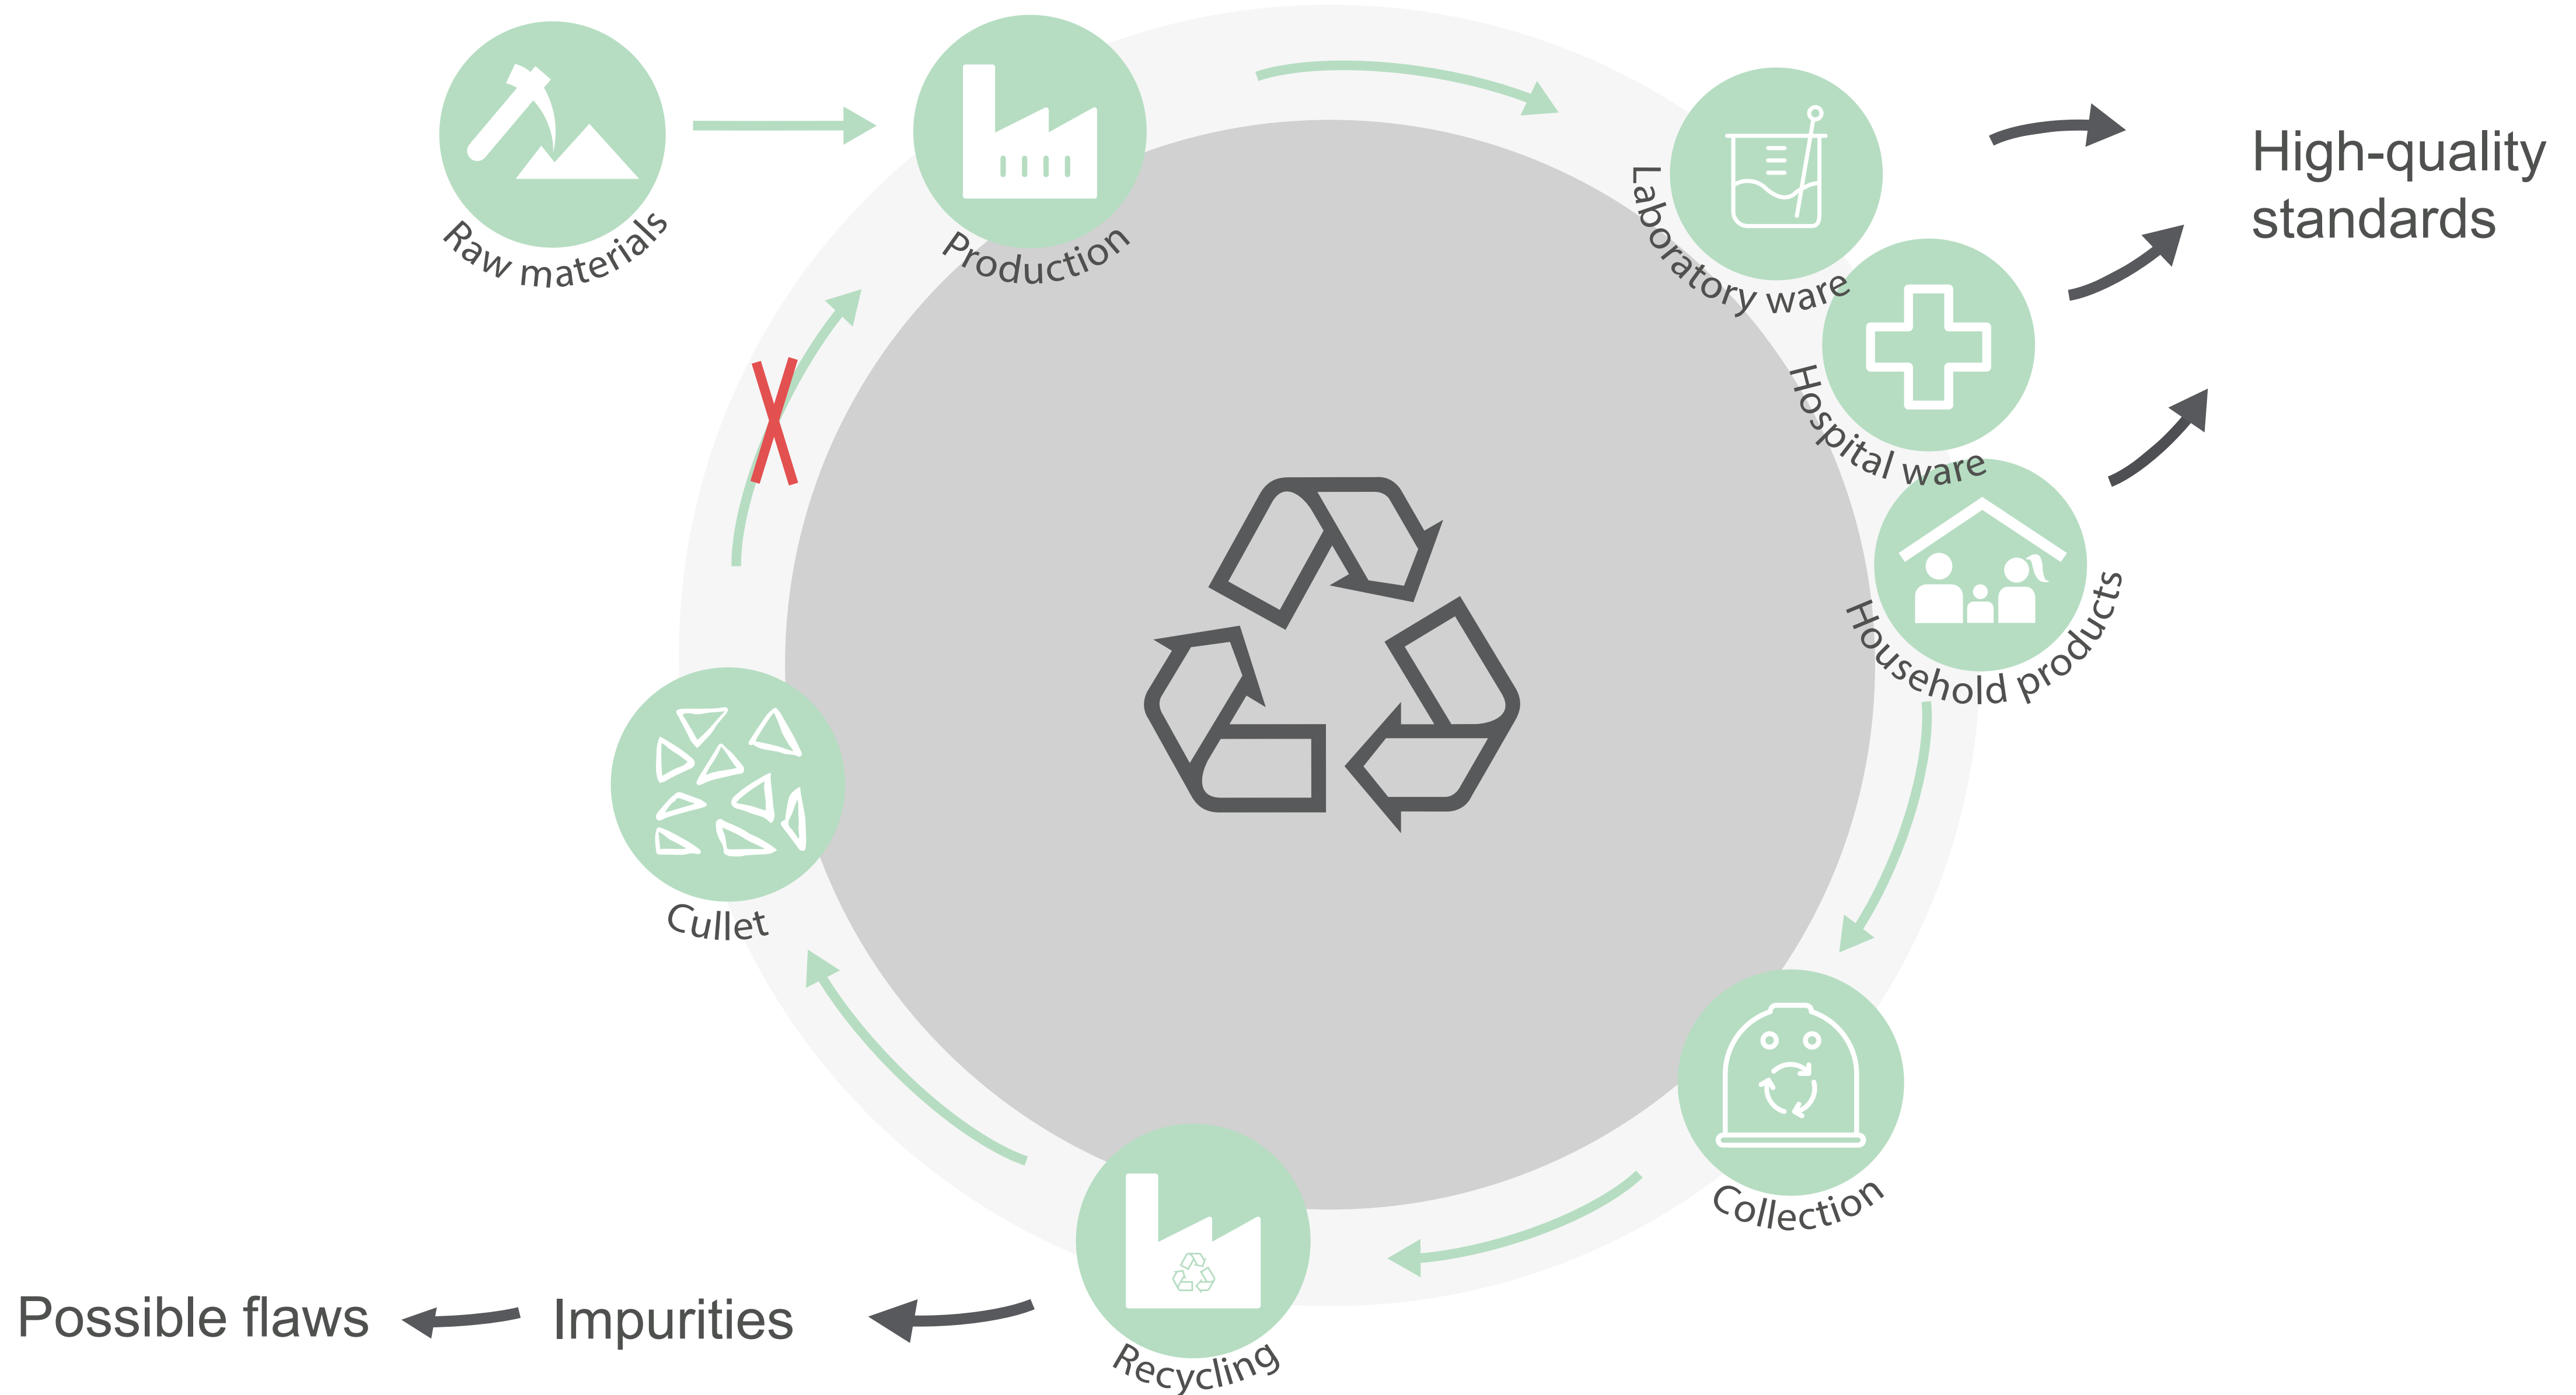 Raw materials
Production
Laboratory ware
High-quality
standards
Hospital ware
Household products
Cullet
Collection
Recycling
Impurities
Possible flaws